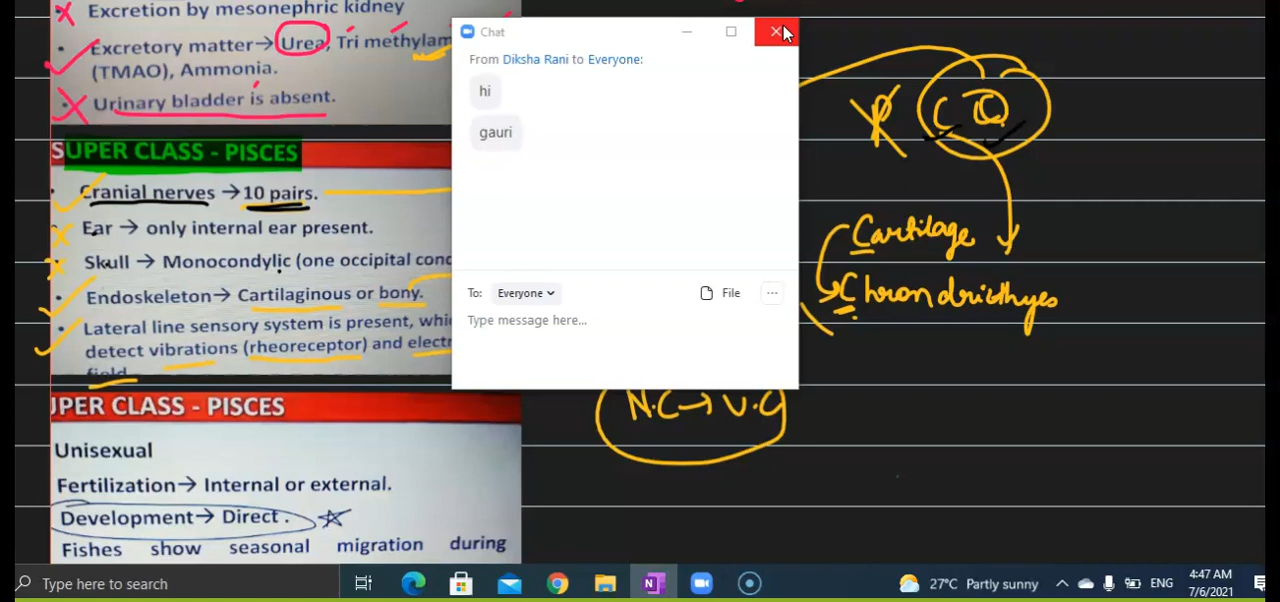 Excretion by mesonephric kidney
Excretory matter→ Urea, Tri methylam
(TMAO), Ammonia.
Urinary bladder is absent.
SUPER CLASS - PISCES
Cranial nerves →10 pairs.
Ear → only internal ear present.
Skull → Monocondylic (one occipital cond
Endoskeleton→ Cartilaginous or bony.
Lateral line sensory system is present, whic
detect vibrations (rheoreceptor) and electr
field.
UPER CLASS - PISCES
Unisexual
Fertilization→ Internal or external.
Development→ Direct .
Fishes show seasonal migration during
Chat
From Diksha Rani to Everyone:
hi
gauri
To: Everyone
File
...
Type message here...
Cartilage
Chrondricthyes
N.C→V.C
Type here to search
27°C Partly sunny
ENG
4:47 AM
7/6/2021